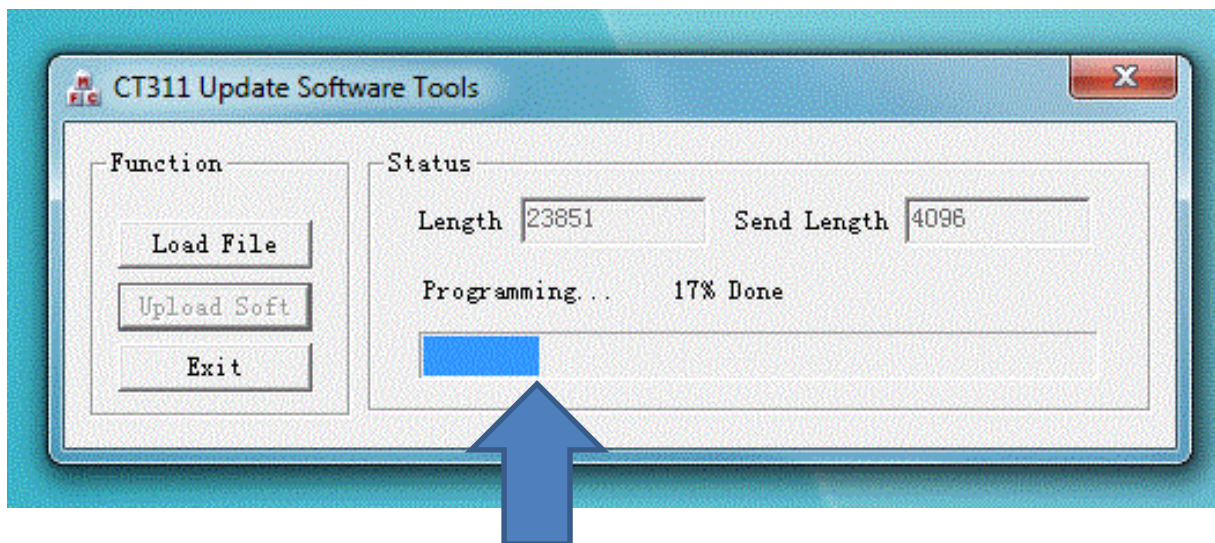 MFC
CT311 Update Software Tools
X
Function
Load File
Upload Soft
Exit
Status
Length 23851 Send Length 4096
Programming... 17% Done